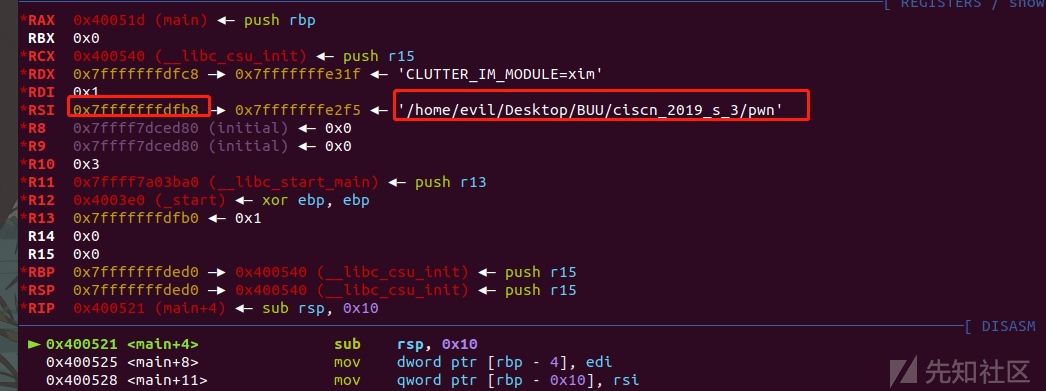 [ REGISTERS / show
*RAX 0x40051d (main) ◂— push rbp
RBX 0x0
*RCX 0x400540 (__libc_csu_init) ◂— push r15
*RDX 0x7fffffffdfc8 —▸ 0x7fffffffe31f ◂— 'CLUTTER_IM_MODULE=xim'
*RDI 0x1
*RSI 0x7fffffffdfb8 —▸ 0x7fffffffe2f5 ◂— '/home/evil/Desktop/BUU/ciscn_2019_s_3/pwn'
*R8 0x7ffff7dced80 (initial) ◂— 0x0
*R9 0x7ffff7dced80 (initial) ◂— 0x0
*R10 0x3
*R11 0x7ffff7a03ba0 (__libc_start_main) ◂— push r13
*R12 0x4003e0 (_start) ◂— xor ebp, ebp
*R13 0x7fffffffdfb0 ◂— 0x1
R14 0x0
R15 0x0
*RBP 0x7fffffffded0 —▸ 0x400540 (__libc_csu_init) ◂— push r15
*RSP 0x7fffffffded0 —▸ 0x400540 (__libc_csu_init) ◂— push r15
*RIP 0x400521 (main+4) ◂— sub rsp, 0x10
[ DISASM
► 0x400521 <main+4> sub rsp, 0x10
0x400525 <main+8> mov dword ptr [rbp - 4], edi
0x400528 <main+11> mov qword ptr [rbp - 0x10], rsi
先知社区